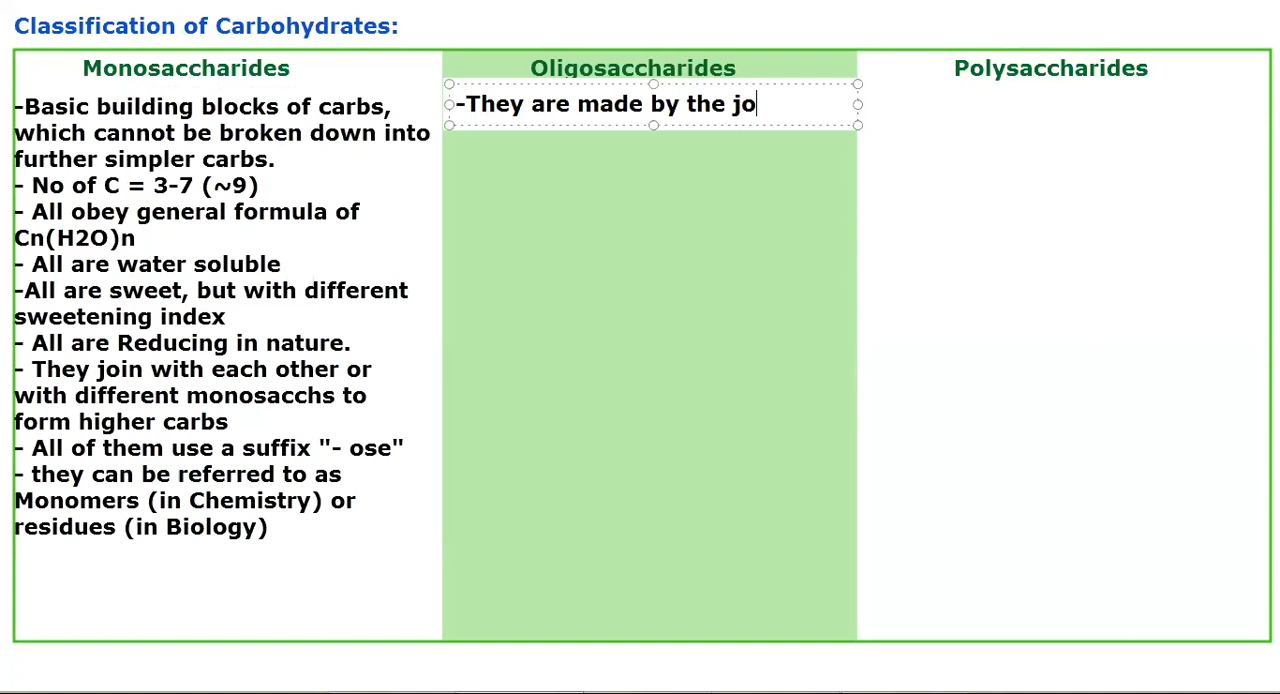 Classification of Carbohydrates:
Monosaccharides
-Basic building blocks of carbs,
which cannot be broken down into
further simpler carbs.
- No of C = 3-7 (~9)
- All obey general formula of
Cn(H2O)n
- All are water soluble
-All are sweet, but with different
sweetening index
- All are Reducing in nature.
- They join with each other or
with different monosacchs to
form higher carbs
- All of them use a suffix "- ose"
- they can be referred to as
Monomers (in Chemistry) or
residues (in Biology)
Oligosaccharides
-They are made by the jo
Polysaccharides